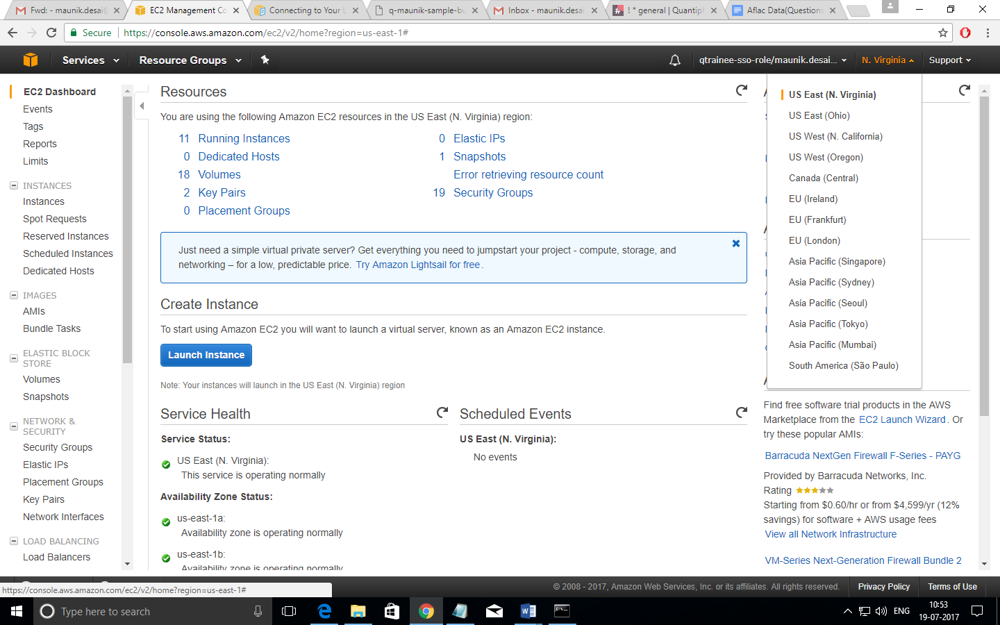 Fwd: - maunik.desai@
EC2 Management Co
Connecting to Your L
q-maunik-sample-bu
Inbox - maunik.desai
! * general | Quantiph
Aflac Data(Questions
Secure
https://console.aws.amazon.com/ec2/v2/home?region=us-east-1#
Services
Resource Groups
qtrainee-sso-role/maunik.desai...
N. Virginia
Support
EC2 Dashboard
Events
Tags
Reports
Limits
INSTANCES
Instances
Spot Requests
Reserved Instances
Scheduled Instances
Dedicated Hosts
IMAGES
AMIs
Bundle Tasks
ELASTIC BLOCK
STORE
Volumes
Snapshots
NETWORK &
SECURITY
Security Groups
Elastic IPs
Placement Groups
Key Pairs
Network Interfaces
LOAD BALANCING
Load Balancers
Resources
You are using the following Amazon EC2 resources in the US East (N. Virginia) region:
11 Running Instances
0 Dedicated Hosts
18 Volumes
2 Key Pairs
0 Placement Groups
0 Elastic IPs
1 Snapshots
Error retrieving resource count
19 Security Groups
Just need a simple virtual private server? Get everything you need to jumpstart your project - compute, storage, and
networking – for a low, predictable price. Try Amazon Lightsail for free.
Create Instance
To start using Amazon EC2 you will want to launch a virtual server, known as an Amazon EC2 instance.
Launch Instance
Note: Your instances will launch in the US East (N. Virginia) region
Service Health
Service Status:
US East (N. Virginia):
This service is operating normally
Availability Zone Status:
us-east-1a:
Availability zone is operating normally
us-east-1b:
Availability zone is operating normally
Scheduled Events
US East (N. Virginia):
No events
US East (N. Virginia)
US East (Ohio)
US West (N. California)
US West (Oregon)
Canada (Central)
EU (Ireland)
EU (Frankfurt)
EU (London)
Asia Pacific (Singapore)
Asia Pacific (Sydney)
Asia Pacific (Seoul)
Asia Pacific (Tokyo)
Asia Pacific (Mumbai)
South America (São Paulo)
Find free software trial products in the AWS
Marketplace from the EC2 Launch Wizard. Or
try these popular AMIs:
Barracuda NextGen Firewall F-Series - PAYG
Provided by Barracuda Networks, Inc.
Rating
Starting from $0.60/hr or from $4,599/yr (12%
savings) for software + AWS usage fees
View all Network Infrastructure
VM-Series Next-Generation Firewall Bundle 2
https://console.aws.amazon.com/ec2/v2/home?region=us-east-1#
© 2008 - 2017, Amazon Web Services, Inc. or its affiliates. All rights reserved.
Privacy Policy
Terms of Use
Type here to search
ENG
10:53
19-07-2017